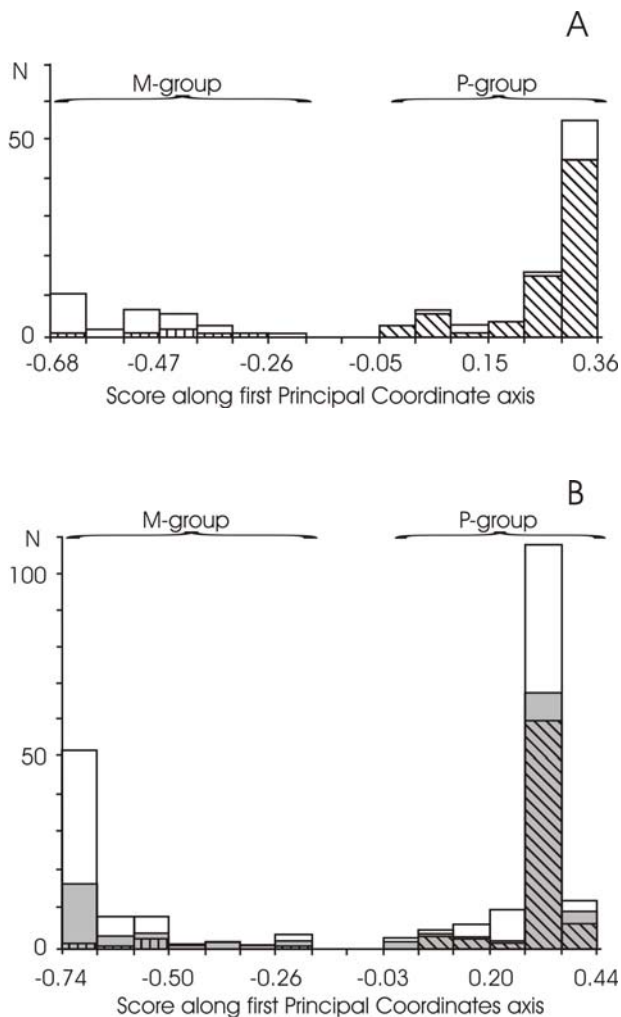 A
N
M-group P-group
50
0
-0.68 -0.47 -0.26 -0.05 0.15 0.36
Score along first Principal Coordinate axis
B
M-group P-group
N
100
50
0
-0.74 -0.50 -0.26 -0.03 0.20 0.44
Score along first Principal Coordinates axis